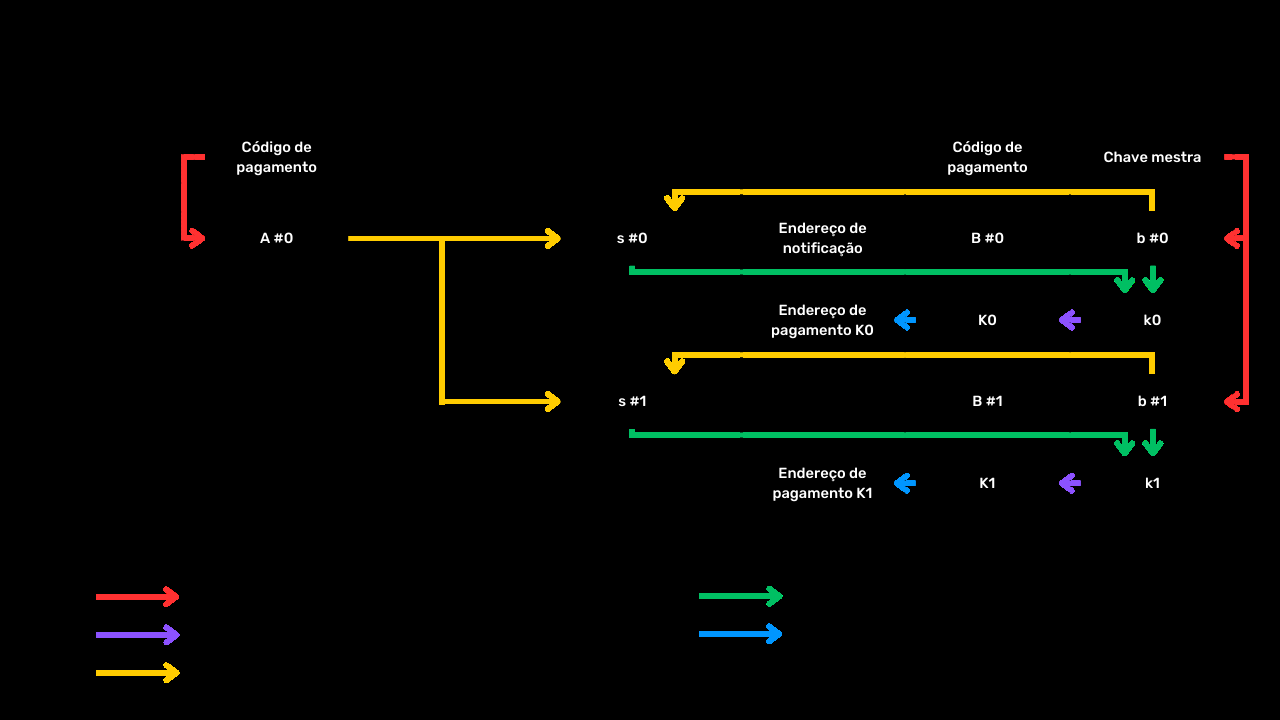 Código de
pagamento
Código de
pagamento
Chave mestra
A #0
s #0
Endereço de
notificação
B #0
b #0
Endereço de
pagamento K0
K0
k0
s #1
B #1
b #1
Endereço de
pagamento K1
K1
k1